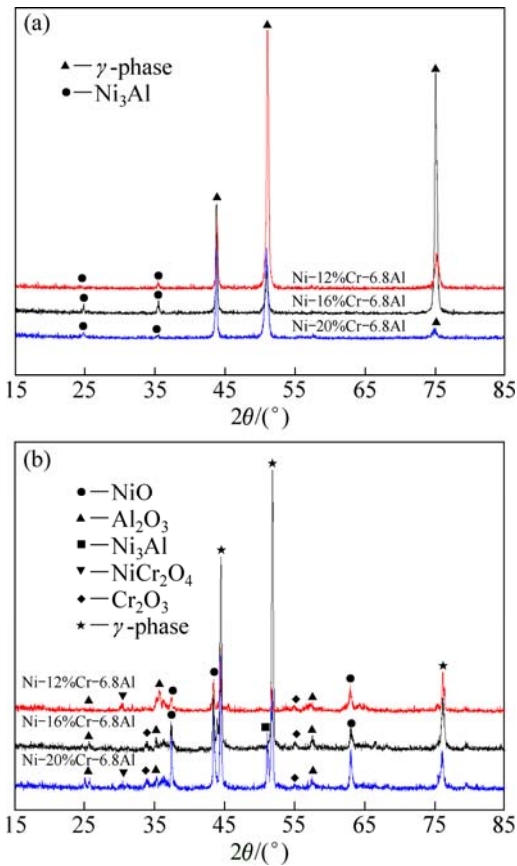 (a)
▲—γ-phase
●—Ni₃Al
Ni−12%Cr−6.8Al
Ni−16%Cr−6.8Al
Ni−20%Cr−6.8Al
15 25 35 45 55 65 75 85
2θ/(°)
(b)
●—NiO
▲—Al₂O₃
■—Ni₃Al
▼—NiCr₂O₄
◆—Cr₂O₃
★—γ-phase
Ni−12%Cr−6.8Al
Ni−16%Cr−6.8Al
Ni−20%Cr−6.8Al
15 25 35 45 55 65 75 85
2θ/(°)